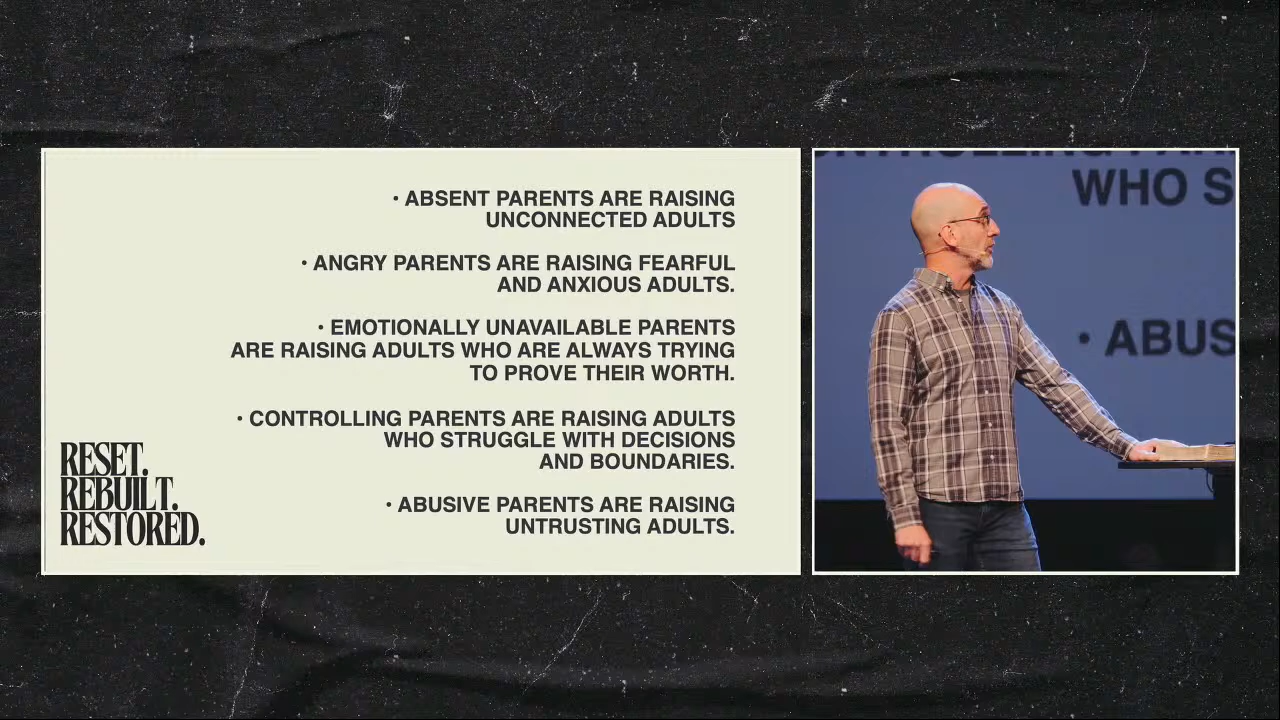 • ABSENT PARENTS ARE RAISING
UNCONNECTED ADULTS
• ANGRY PARENTS ARE RAISING FEARFUL
AND ANXIOUS ADULTS.
• EMOTIONALLY UNAVAILABLE PARENTS
ARE RAISING ADULTS WHO ARE ALWAYS TRYING
TO PROVE THEIR WORTH.
• CONTROLLING PARENTS ARE RAISING ADULTS
WHO STRUGGLE WITH DECISIONS
AND BOUNDARIES.
• ABUSIVE PARENTS ARE RAISING
UNTRUSTING ADULTS.
RESET.
REBUILT.
RESTORED.
WHO S
• ABUS